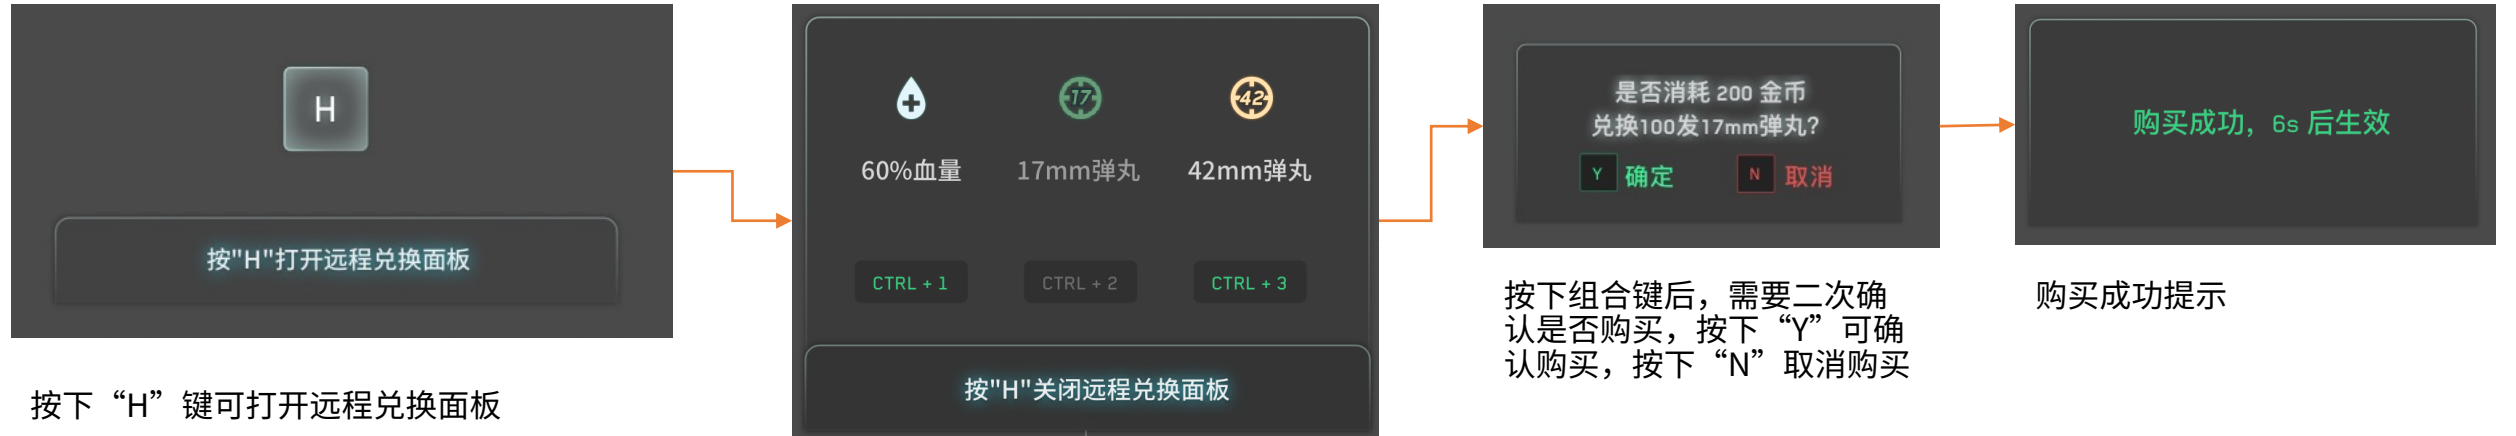 H
按"H"打开远程兑换面板
按下“H”键可打开远程兑换面板
17
42
60%血量
17mm弹丸
42mm弹丸
CTRL + 1
CTRL + 2
CTRL + 3
按"H"关闭远程兑换面板
是否消耗 200 金币
兑换100发17mm弹丸?
Y 确定
N 取消
按下组合键后，需要二次确
认是否购买，按下“Y”可确
认购买，按下“N”取消购买
购买成功，6s 后生效
购买成功提示